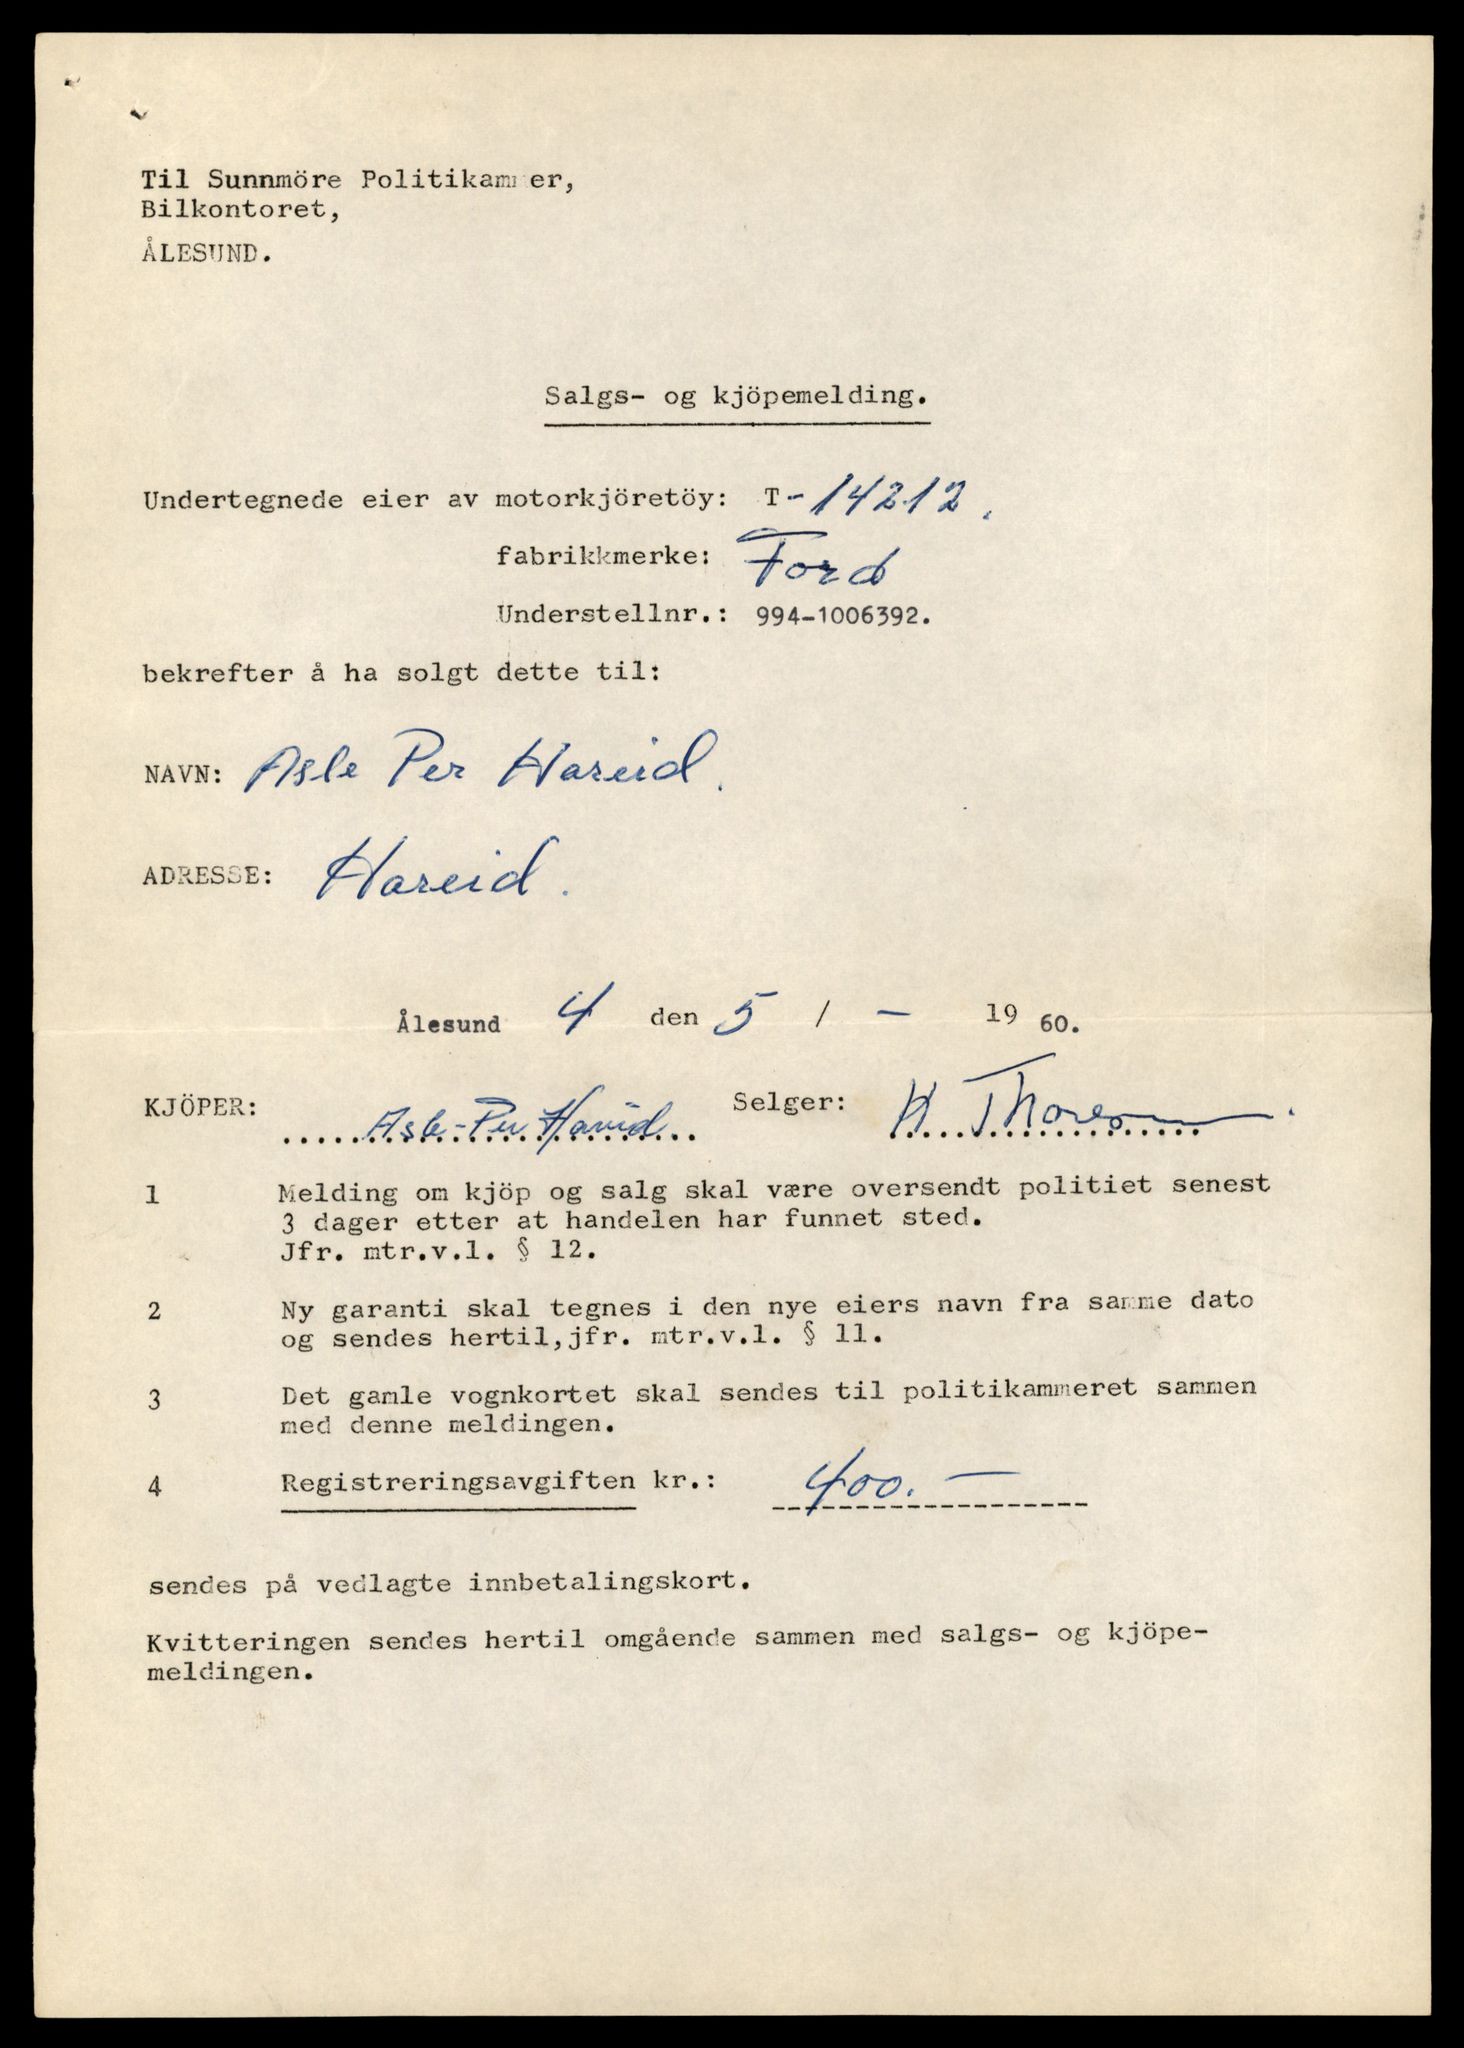 Til Sunnmöre Politikammer,
Bilkontoret,
ÅLESUND.
Salgs- og kjöpemelding.
Undertegnede eier av motorkjöretöy: T-14212.
fabrikkmerke: Ford
Understellnr.: 994-1006392.
bekrefter å ha solgt dette til:
NAVN: Asle Per Hareid.
ADRESSE: Hareid.
Ålesund 4 den 5 / - 19 60.
KJÖPER: Asle-Per Hareid Selger: H Thoresen
1 Melding om kjöp og salg skal være oversendt politiet senest
3 dager etter at handelen har funnet sted.
Jfr. mtr.v.l. § 12.
2 Ny garanti skal tegnes i den nye eiers navn fra samme dato
og sendes hertil,jfr. mtr.v.l. § 11.
3 Det gamle vognkortet skal sendes til politikammeret sammen
med denne meldingen.
4 Registreringsavgiften kr.: 400.-
sendes på vedlagte innbetalingskort.
Kvitteringen sendes hertil omgående sammen med salgs- og kjöpe-
meldingen.